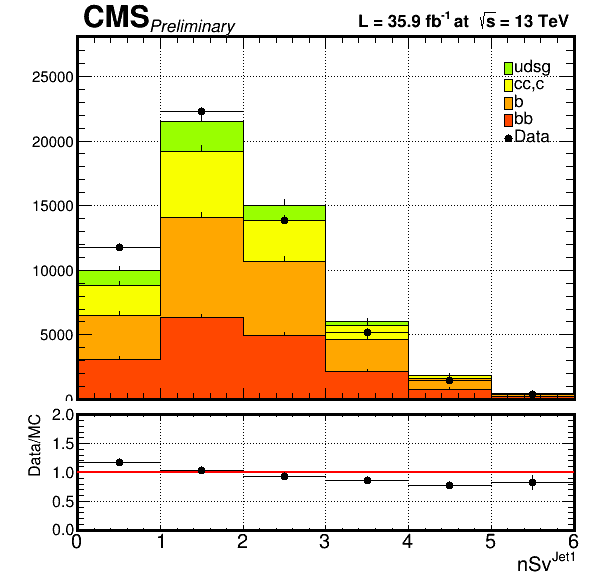 CMS Preliminary L = 35.9 fb⁻¹ at √s = 13 TeV
25000
20000
15000
10000
5000
0
udsg
cc,c
b
bb
Data
Data/MC
2.0
1.5
1.0
0.5
0.0
0 1 2 3 4 5 6
nSv^Jet1